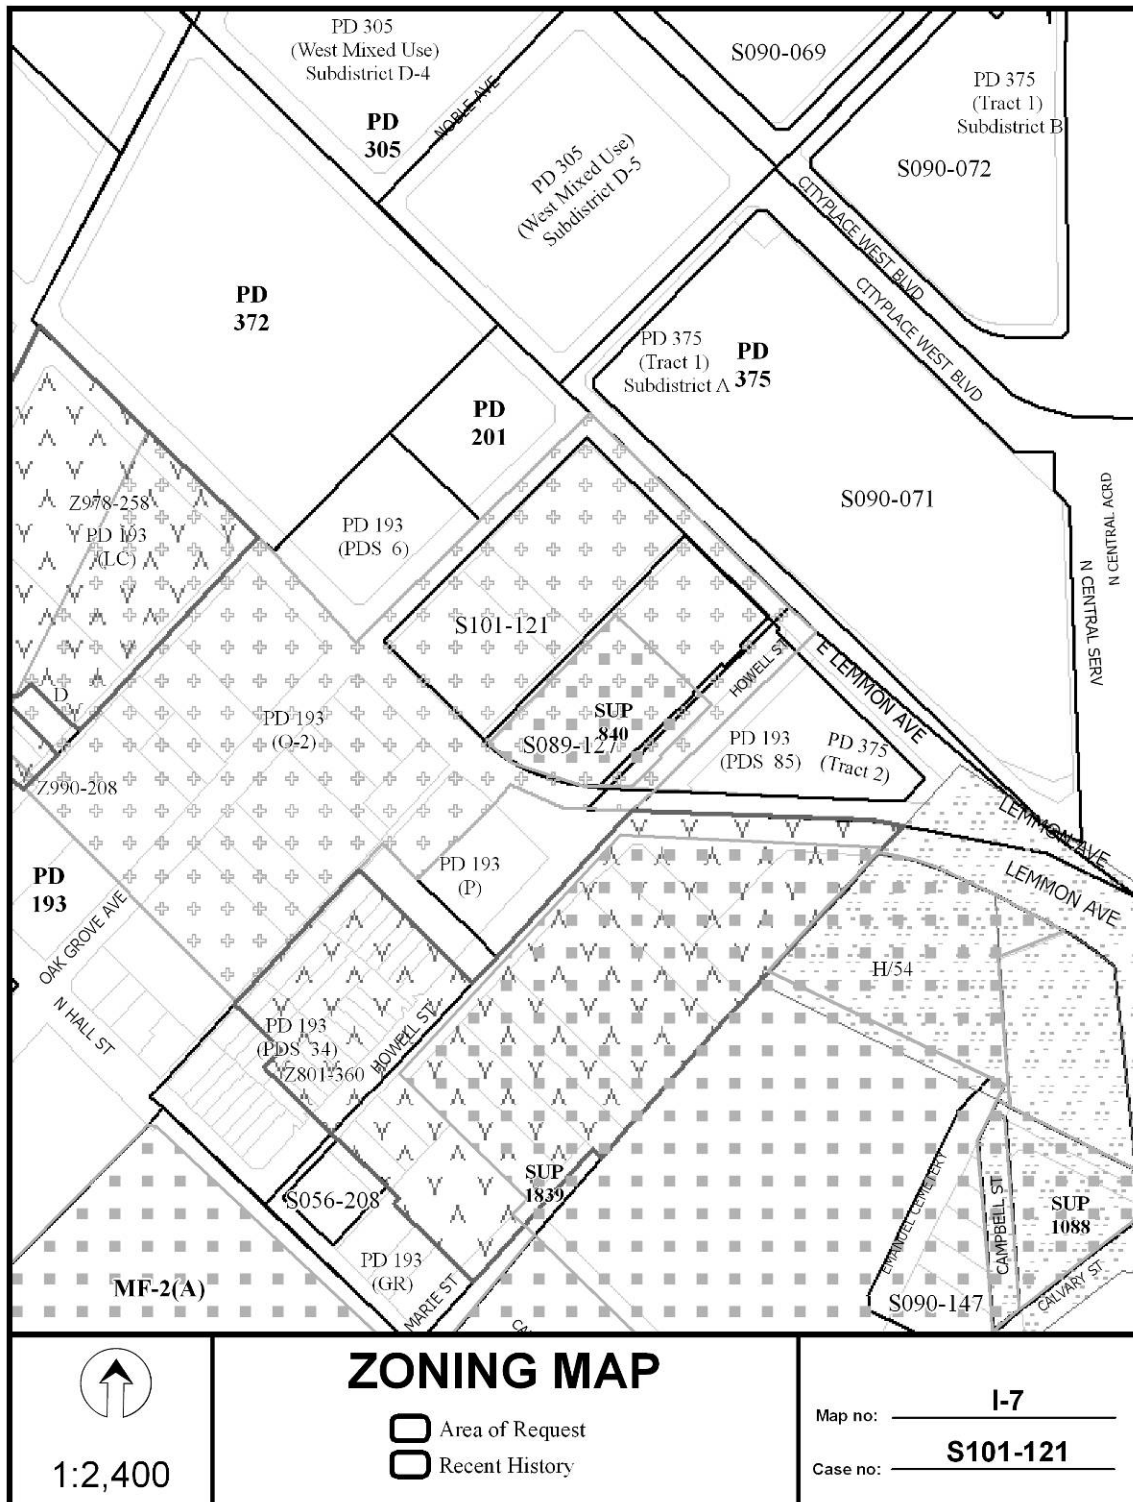 PD 305
(West Mixed Use)
Subdistrict D-4
S090-069
PD 375
(Tract 1)
Subdistrict B
PD
305
NOBLE AVE
PD 305
(West Mixed Use)
Subdistrict D-5
S090-072
CITYPLACE WEST BLVD
CITYPLACE WEST BLVD
PD
372
PD 375
(Tract 1)
Subdistrict A
PD
375
PD
201
S090-071
N CENTRAL ACRD
N CENTRAL SERV
Z978-258
PD 193
(LC)
PD 193
(PDS 6)
S101-121
HOWELL ST
E LEMMON AVE
D
PD 193
(O-2)
SUP
840
S089-127
PD 193
(PDS 85)
PD 375
(Tract 2)
Z990-208
LEMMON AVE
LEMMON AVE
PD 193
(P)
PD
193
OAK GROVE AVE
N HALL ST
H/54
PD 193
(PDS 34)
Z801-360
HOWELL ST
SUP
1839
S056-208
PD 193
(GR)
MARIE ST
MF-2(A)
EMANUEL CEMETERY
CAMPBELL ST
SUP
1088
CALVARY ST
S090-147
1:2,400
ZONING MAP
Area of Request
Recent History
Map no: I-7
Case no: S101-121